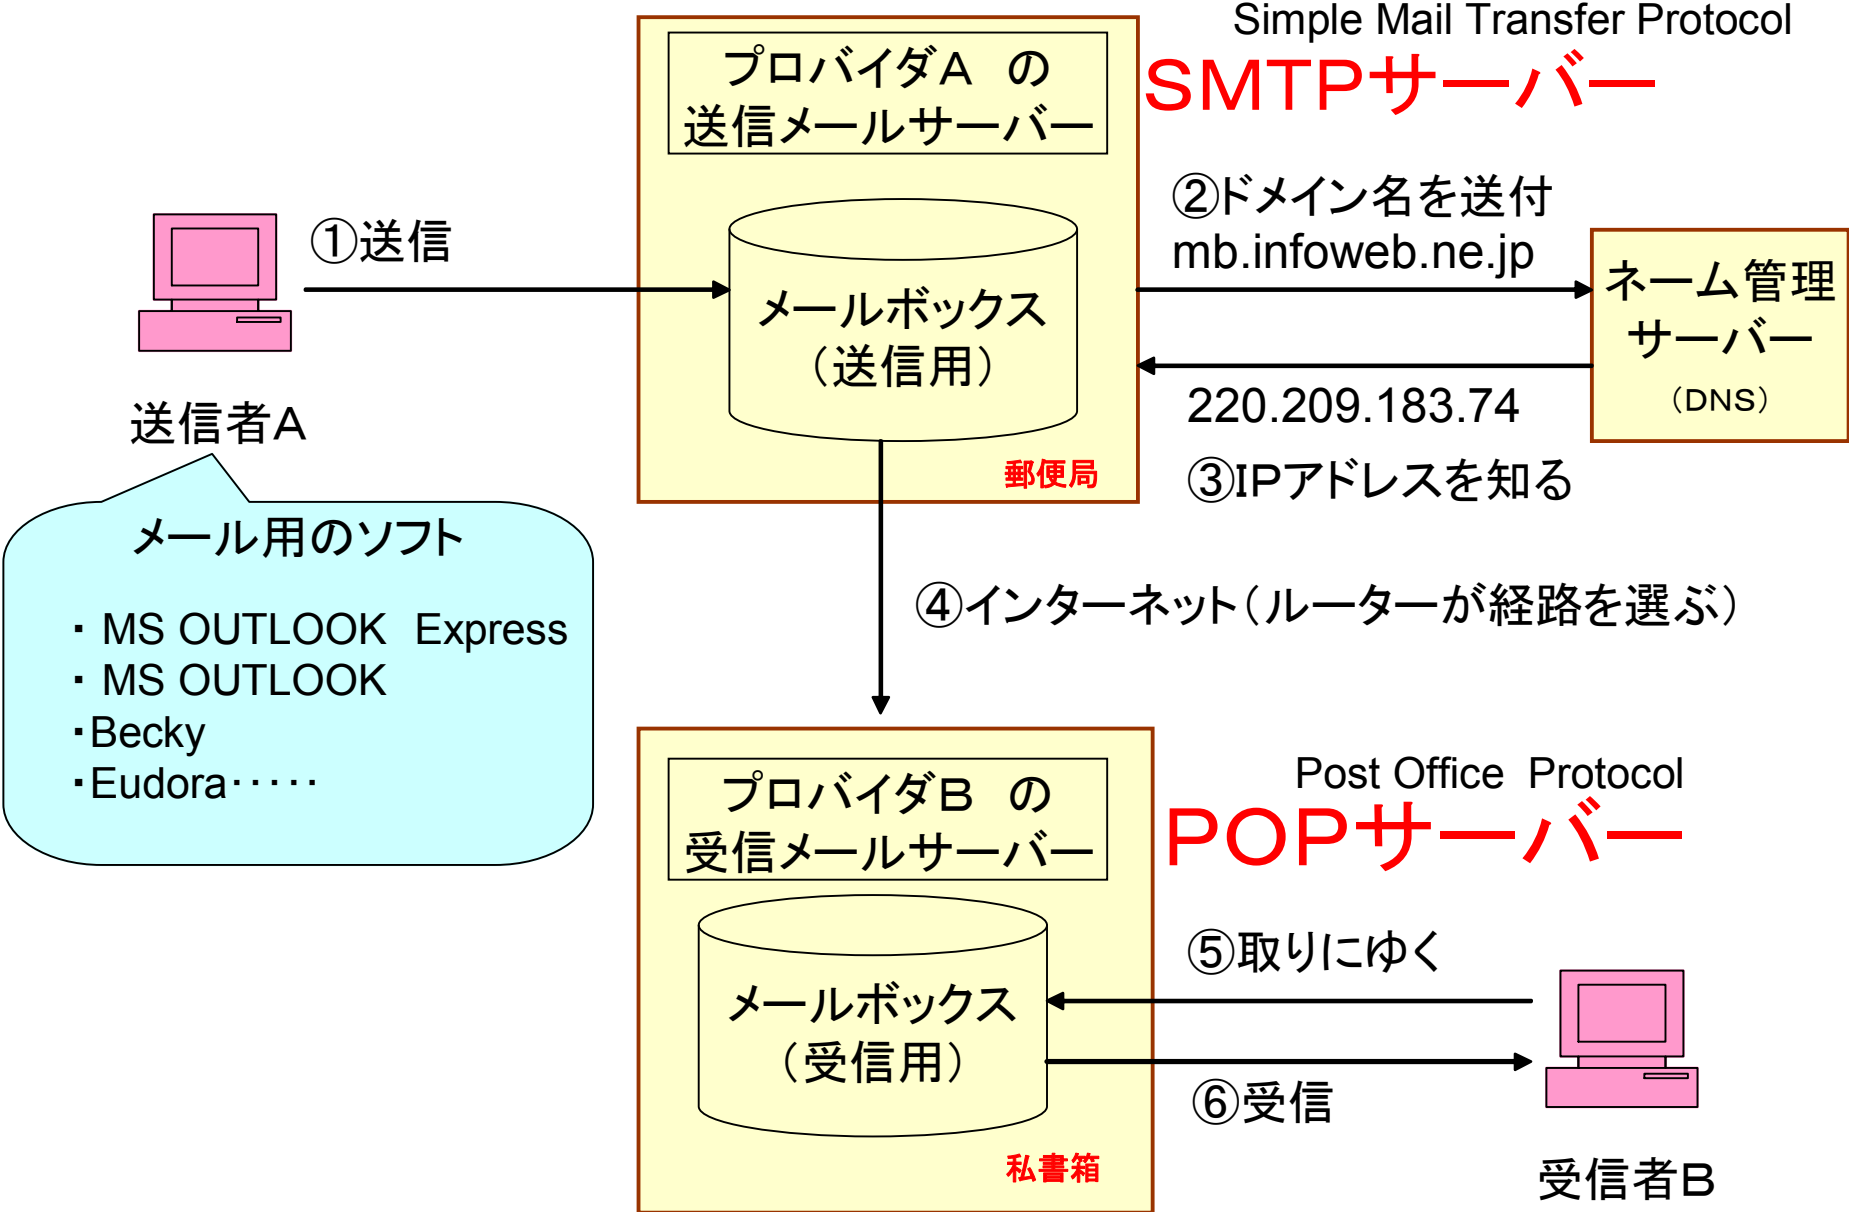 Simple Mail Transfer Protocol
SMTPサーバー
プロバイダA の
送信メールサーバー
②ドメイン名を送付
mb.infoweb.ne.jp
①送信
メールボックス
（送信用）
ネーム管理
サーバー
（DNS）
220.209.183.74
③IPアドレスを知る
送信者A
郵便局
メール用のソフト
・ MS OUTLOOK Express
・ MS OUTLOOK
・Becky
・Eudora・・・・・
④インターネット（ルーターが経路を選ぶ）
Post Office Protocol
POPサーバー
プロバイダB の
受信メールサーバー
⑤取りにゆく
メールボックス
（受信用）
⑥受信
私書箱
受信者B